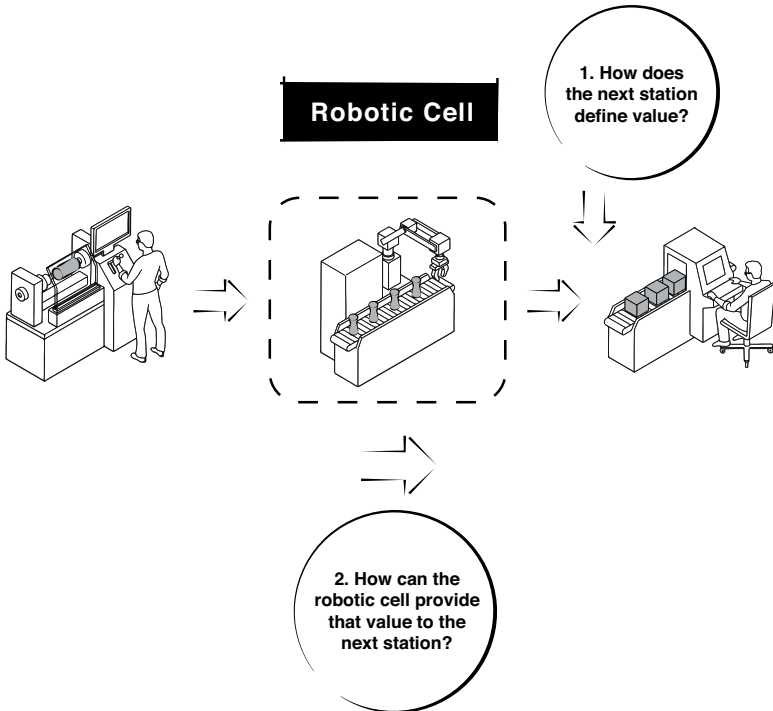 Robotic Cell
1. How does
the next station
define value?
2. How can the
robotic cell provide
that value to the
next station?